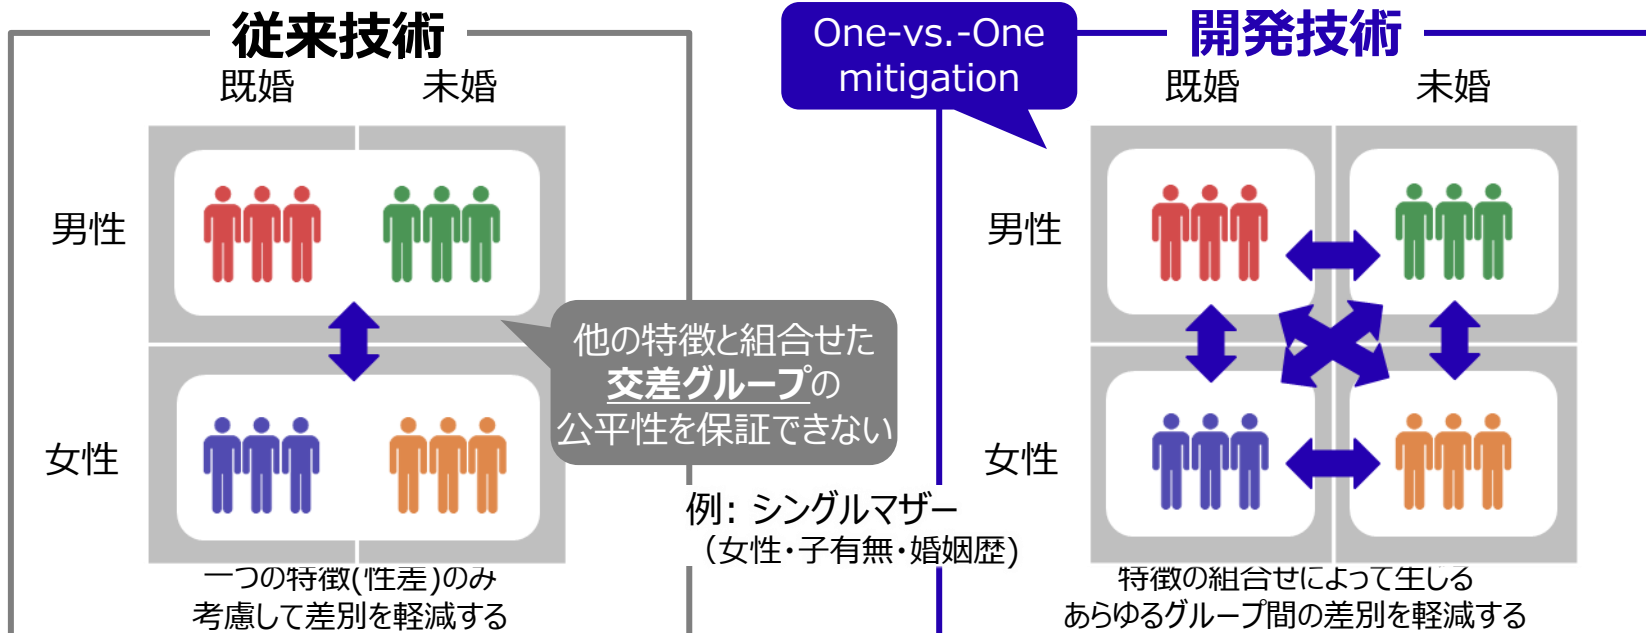 従来技術
既婚
未婚
男性
女性
他の特徴と組合せた
交差グループの
公平性を保証できない
例: シングルマザー
（女性・子有無・婚姻歴)
一つの特徴(性差)のみ
考慮して差別を軽減する
One-vs.-One
mitigation
開発技術
既婚
未婚
男性
女性
特徴の組合せによって生じる
あらゆるグループ間の差別を軽減する